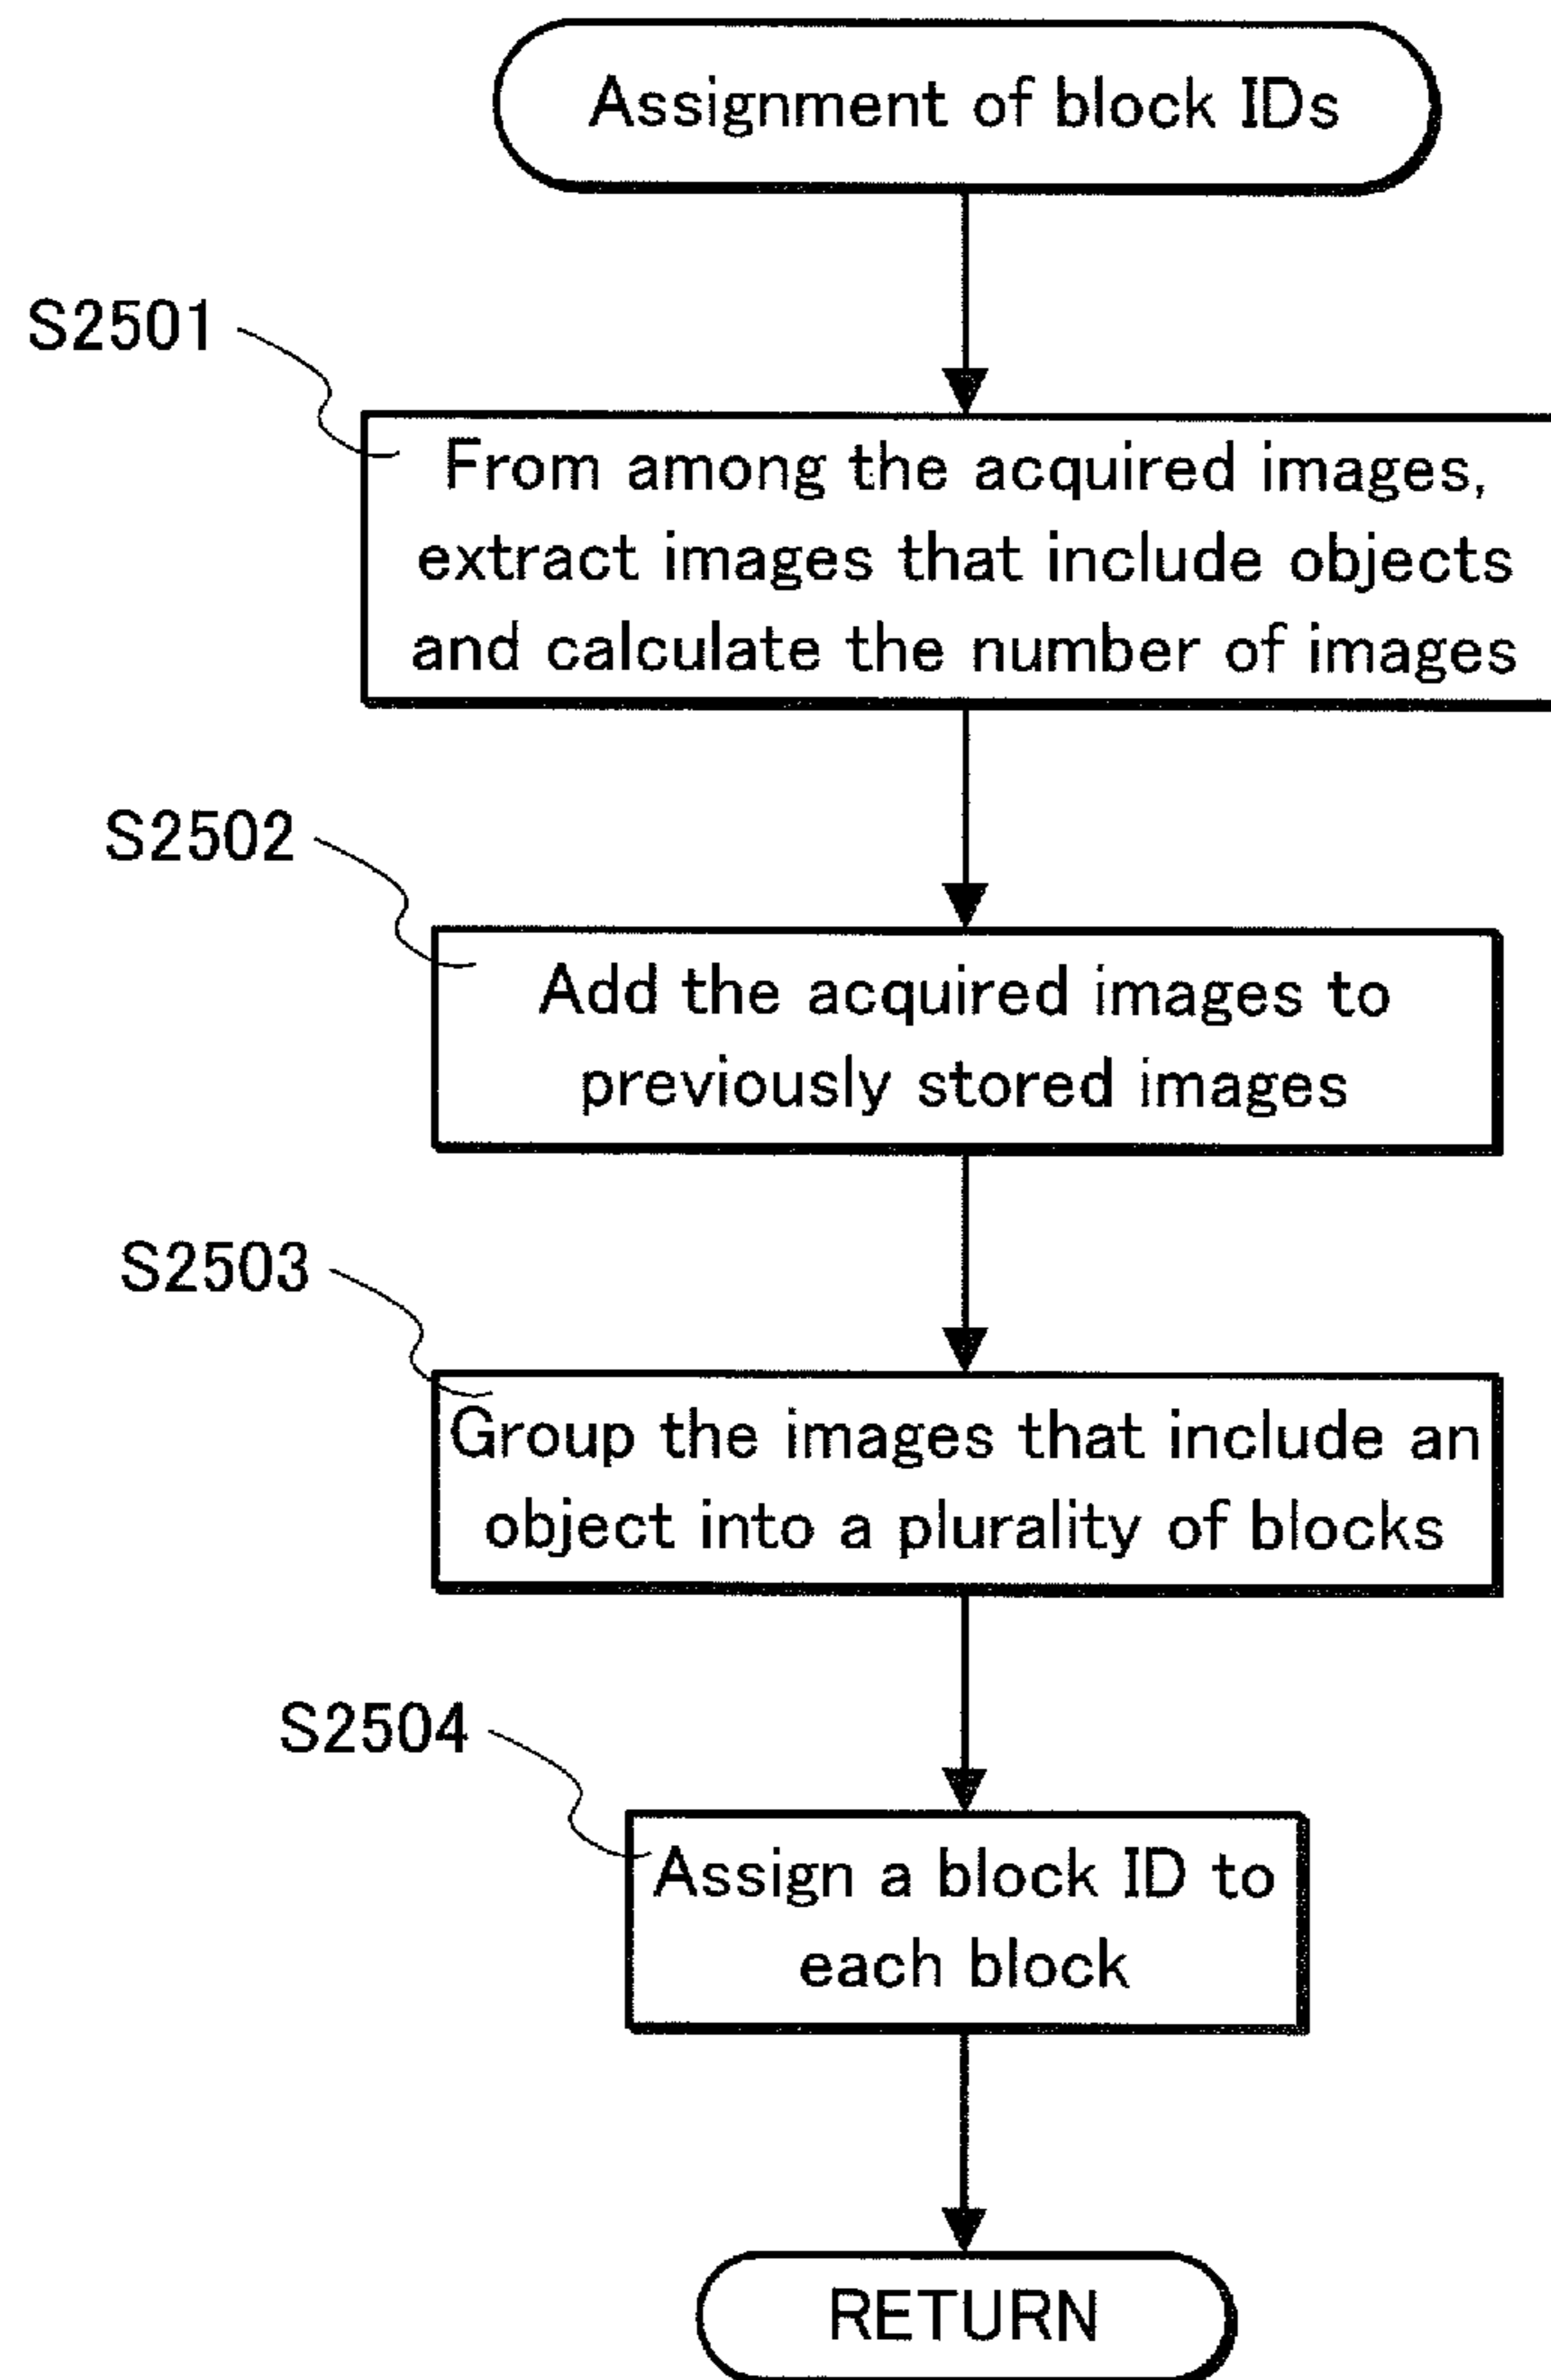 Assignment of block IDs
S2501
From among the acquired images,
extract images that include objects
and calculate the number of images
S2502
Add the acquired images to
previously stored images
S2503
Group the images that include an
object into a plurality of blocks
S2504
Assign a block ID to
each block
RETURN